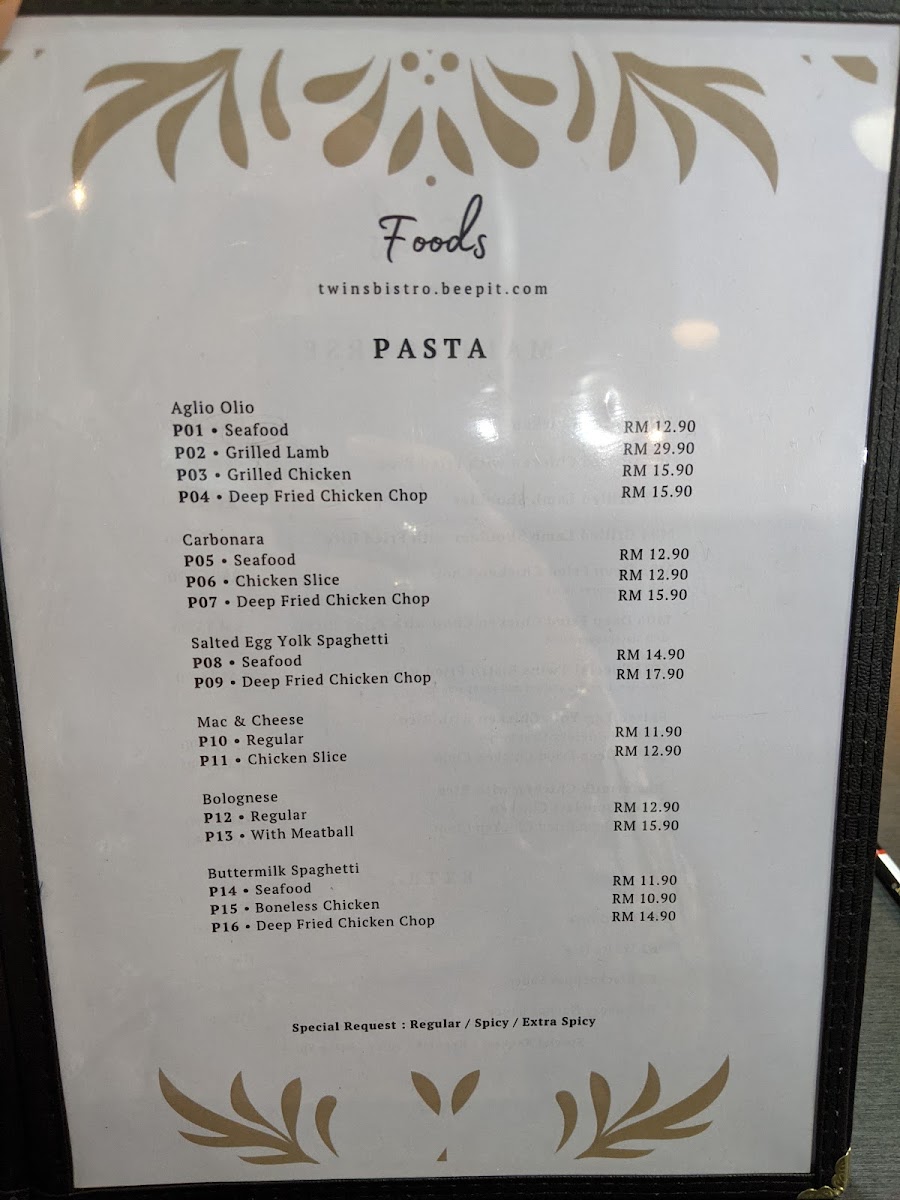 Foods
twinsbistro.beepit.com
PASTA
Aglio Olio
P01 • Seafood RM 12.90
P02 • Grilled Lamb RM 29.90
P03 • Grilled Chicken RM 15.90
P04 • Deep Fried Chicken Chop RM 15.90
Carbonara
P05 • Seafood RM 12.90
P06 • Chicken Slice RM 12.90
P07 • Deep Fried Chicken Chop RM 15.90
Salted Egg Yolk Spaghetti
P08 • Seafood RM 14.90
P09 • Deep Fried Chicken Chop RM 17.90
Mac & Cheese
P10 • Regular RM 11.90
P11 • Chicken Slice RM 12.90
Bolognese
P12 • Regular RM 12.90
P13 • With Meatball RM 15.90
Buttermilk Spaghetti
P14 • Seafood RM 11.90
P15 • Boneless Chicken RM 10.90
P16 • Deep Fried Chicken Chop RM 14.90
Special Request : Regular / Spicy / Extra Spicy